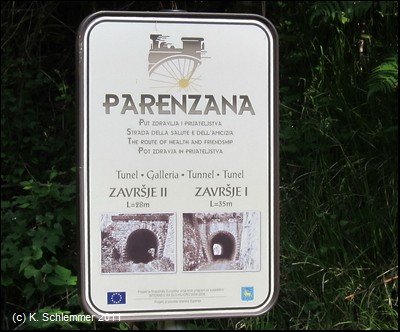 PARENZANA
PUT ZDRAVLJA I PRIJATELJSTVA
STRADA DELLA SALUTE E DELL'AMICIZIA
THE ROUTE OF HEALTH AND FRIENDSHIP
POT ZDRAVJA IN PRIJATELJSTVA
Tunel • Galleria • Tunnel • Tunel
ZAVRŠJE II ZAVRŠJE I
L=28m L=35m
(c) K. Schlemmer 2011